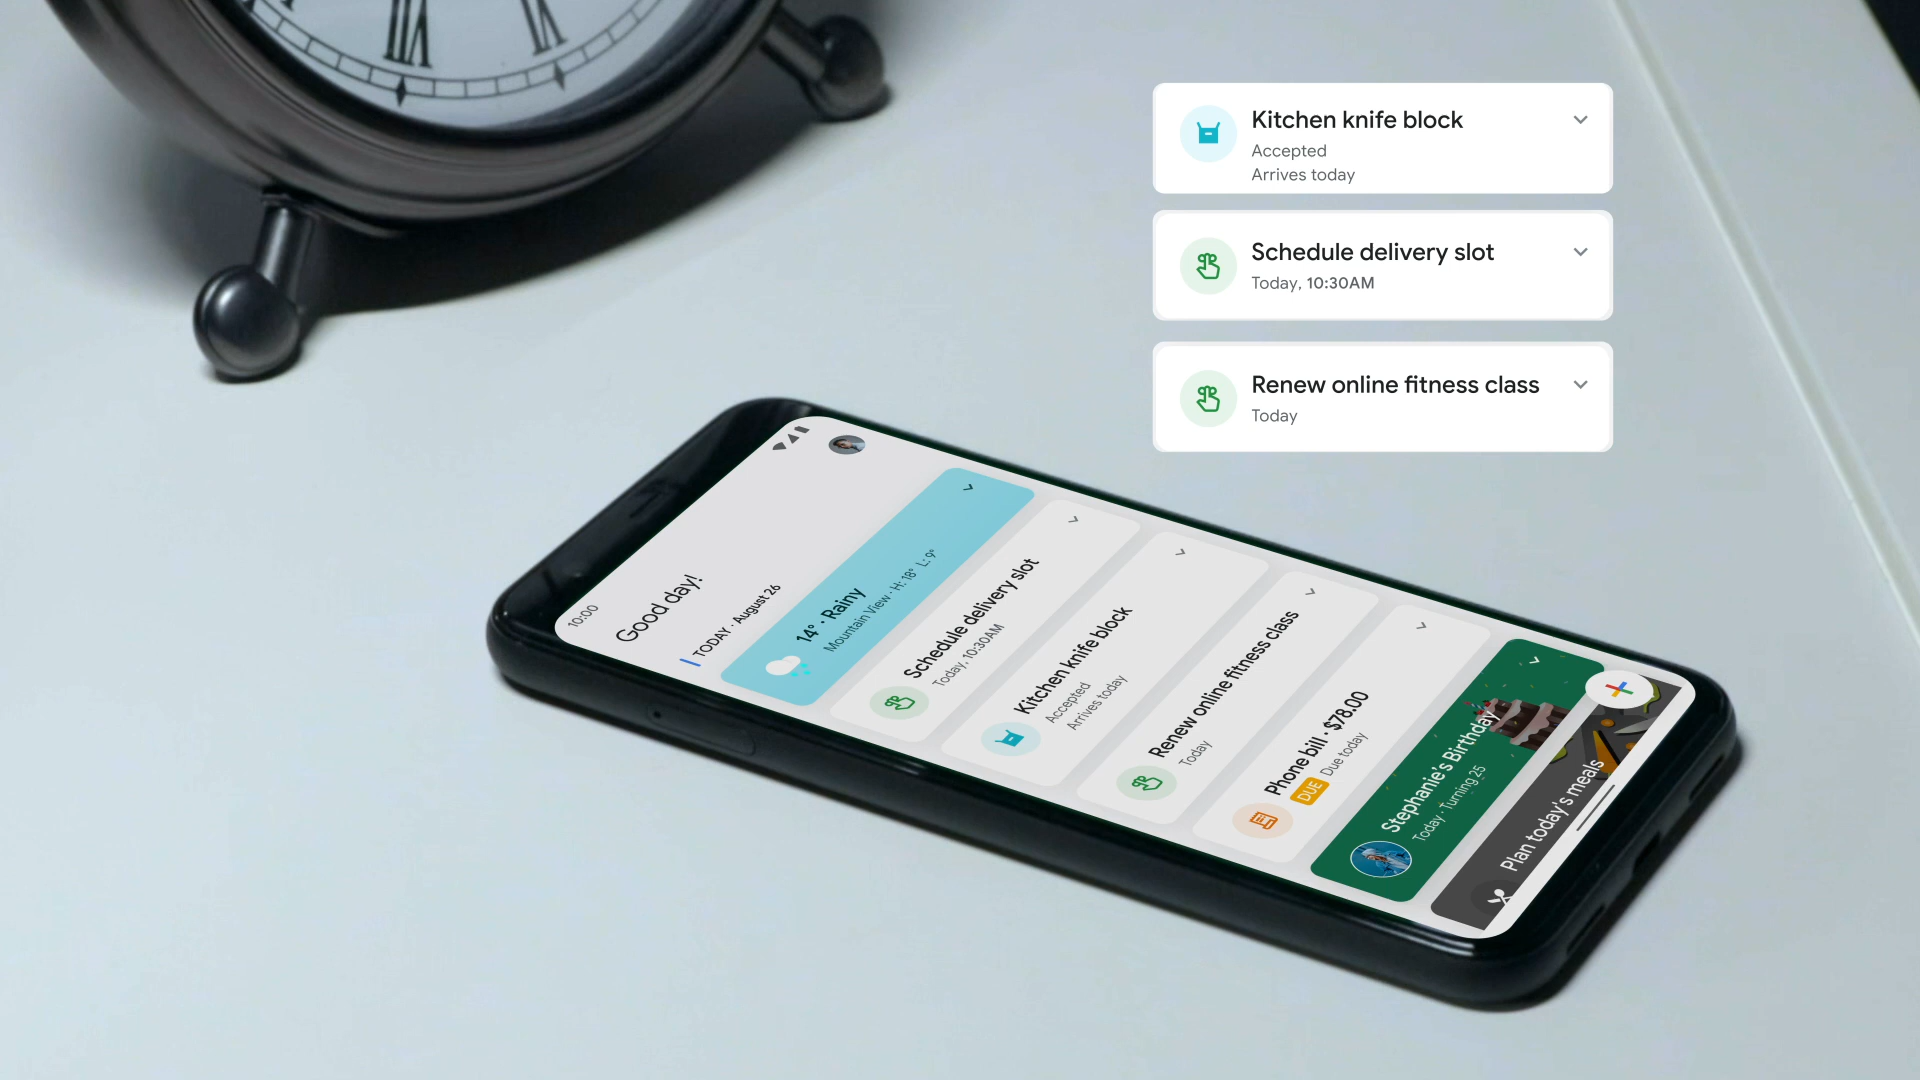 Kitchen knife block
Accepted
Arrives today
Schedule delivery slot
Today, 10:30AM
Renew online fitness class
Today
10:00
Good day!
TODAY · August 26
14° · Rainy
Mountain View · H: 18° L: 9°
Schedule delivery slot
Today, 10:30AM
Kitchen knife block
Accepted
Arrives today
Renew online fitness class
Today
Phone bill · $78.00
DUE Due today
Stephanie's Birthday
Today · Turning 25
Plan today's meals